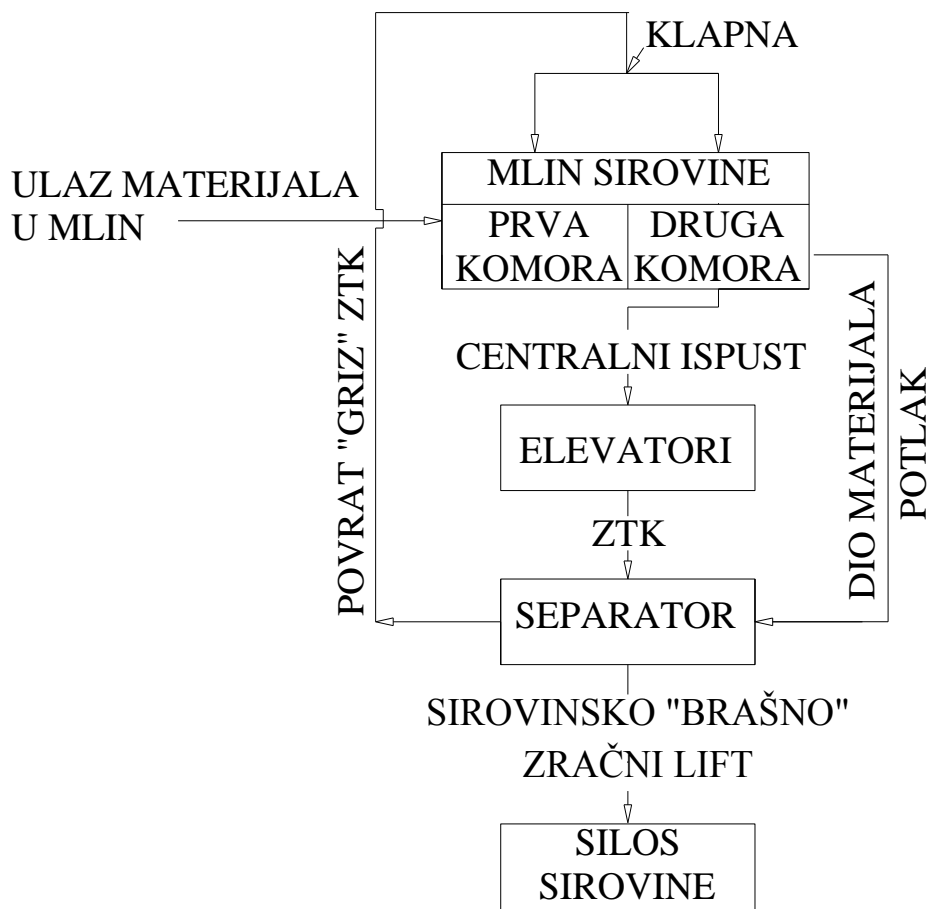 KLAPNA
MLIN SIROVINE
ULAZ MATERIJALA
U MLIN
PRVA
KOMORA
DRUGA
KOMORA
CENTRALNI ISPUST
ELEVATORI
ZTK
SEPARATOR
POVRAT "GRIZ" ZTK
DIO MATERIJALA
POTLAK
SIROVINSKO "BRAŠNO"
ZRAČNI LIFT
SILOS
SIROVINE